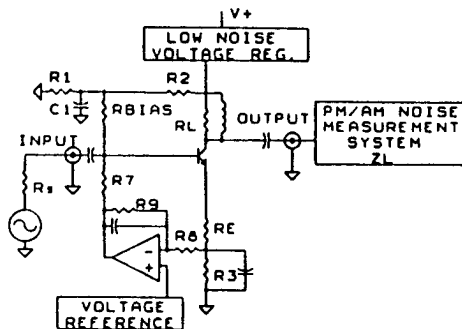 V+
LOW NOISE
VOLTAGE REG.
R1
R2
C1
RBIAS
RL
OUTPUT
PM/AM NOISE
MEASUREMENT
SYSTEM
ZL
INPUT
Rs
R7
R9
R8
RE
R3
-
+
VOLTAGE
REFERENCE